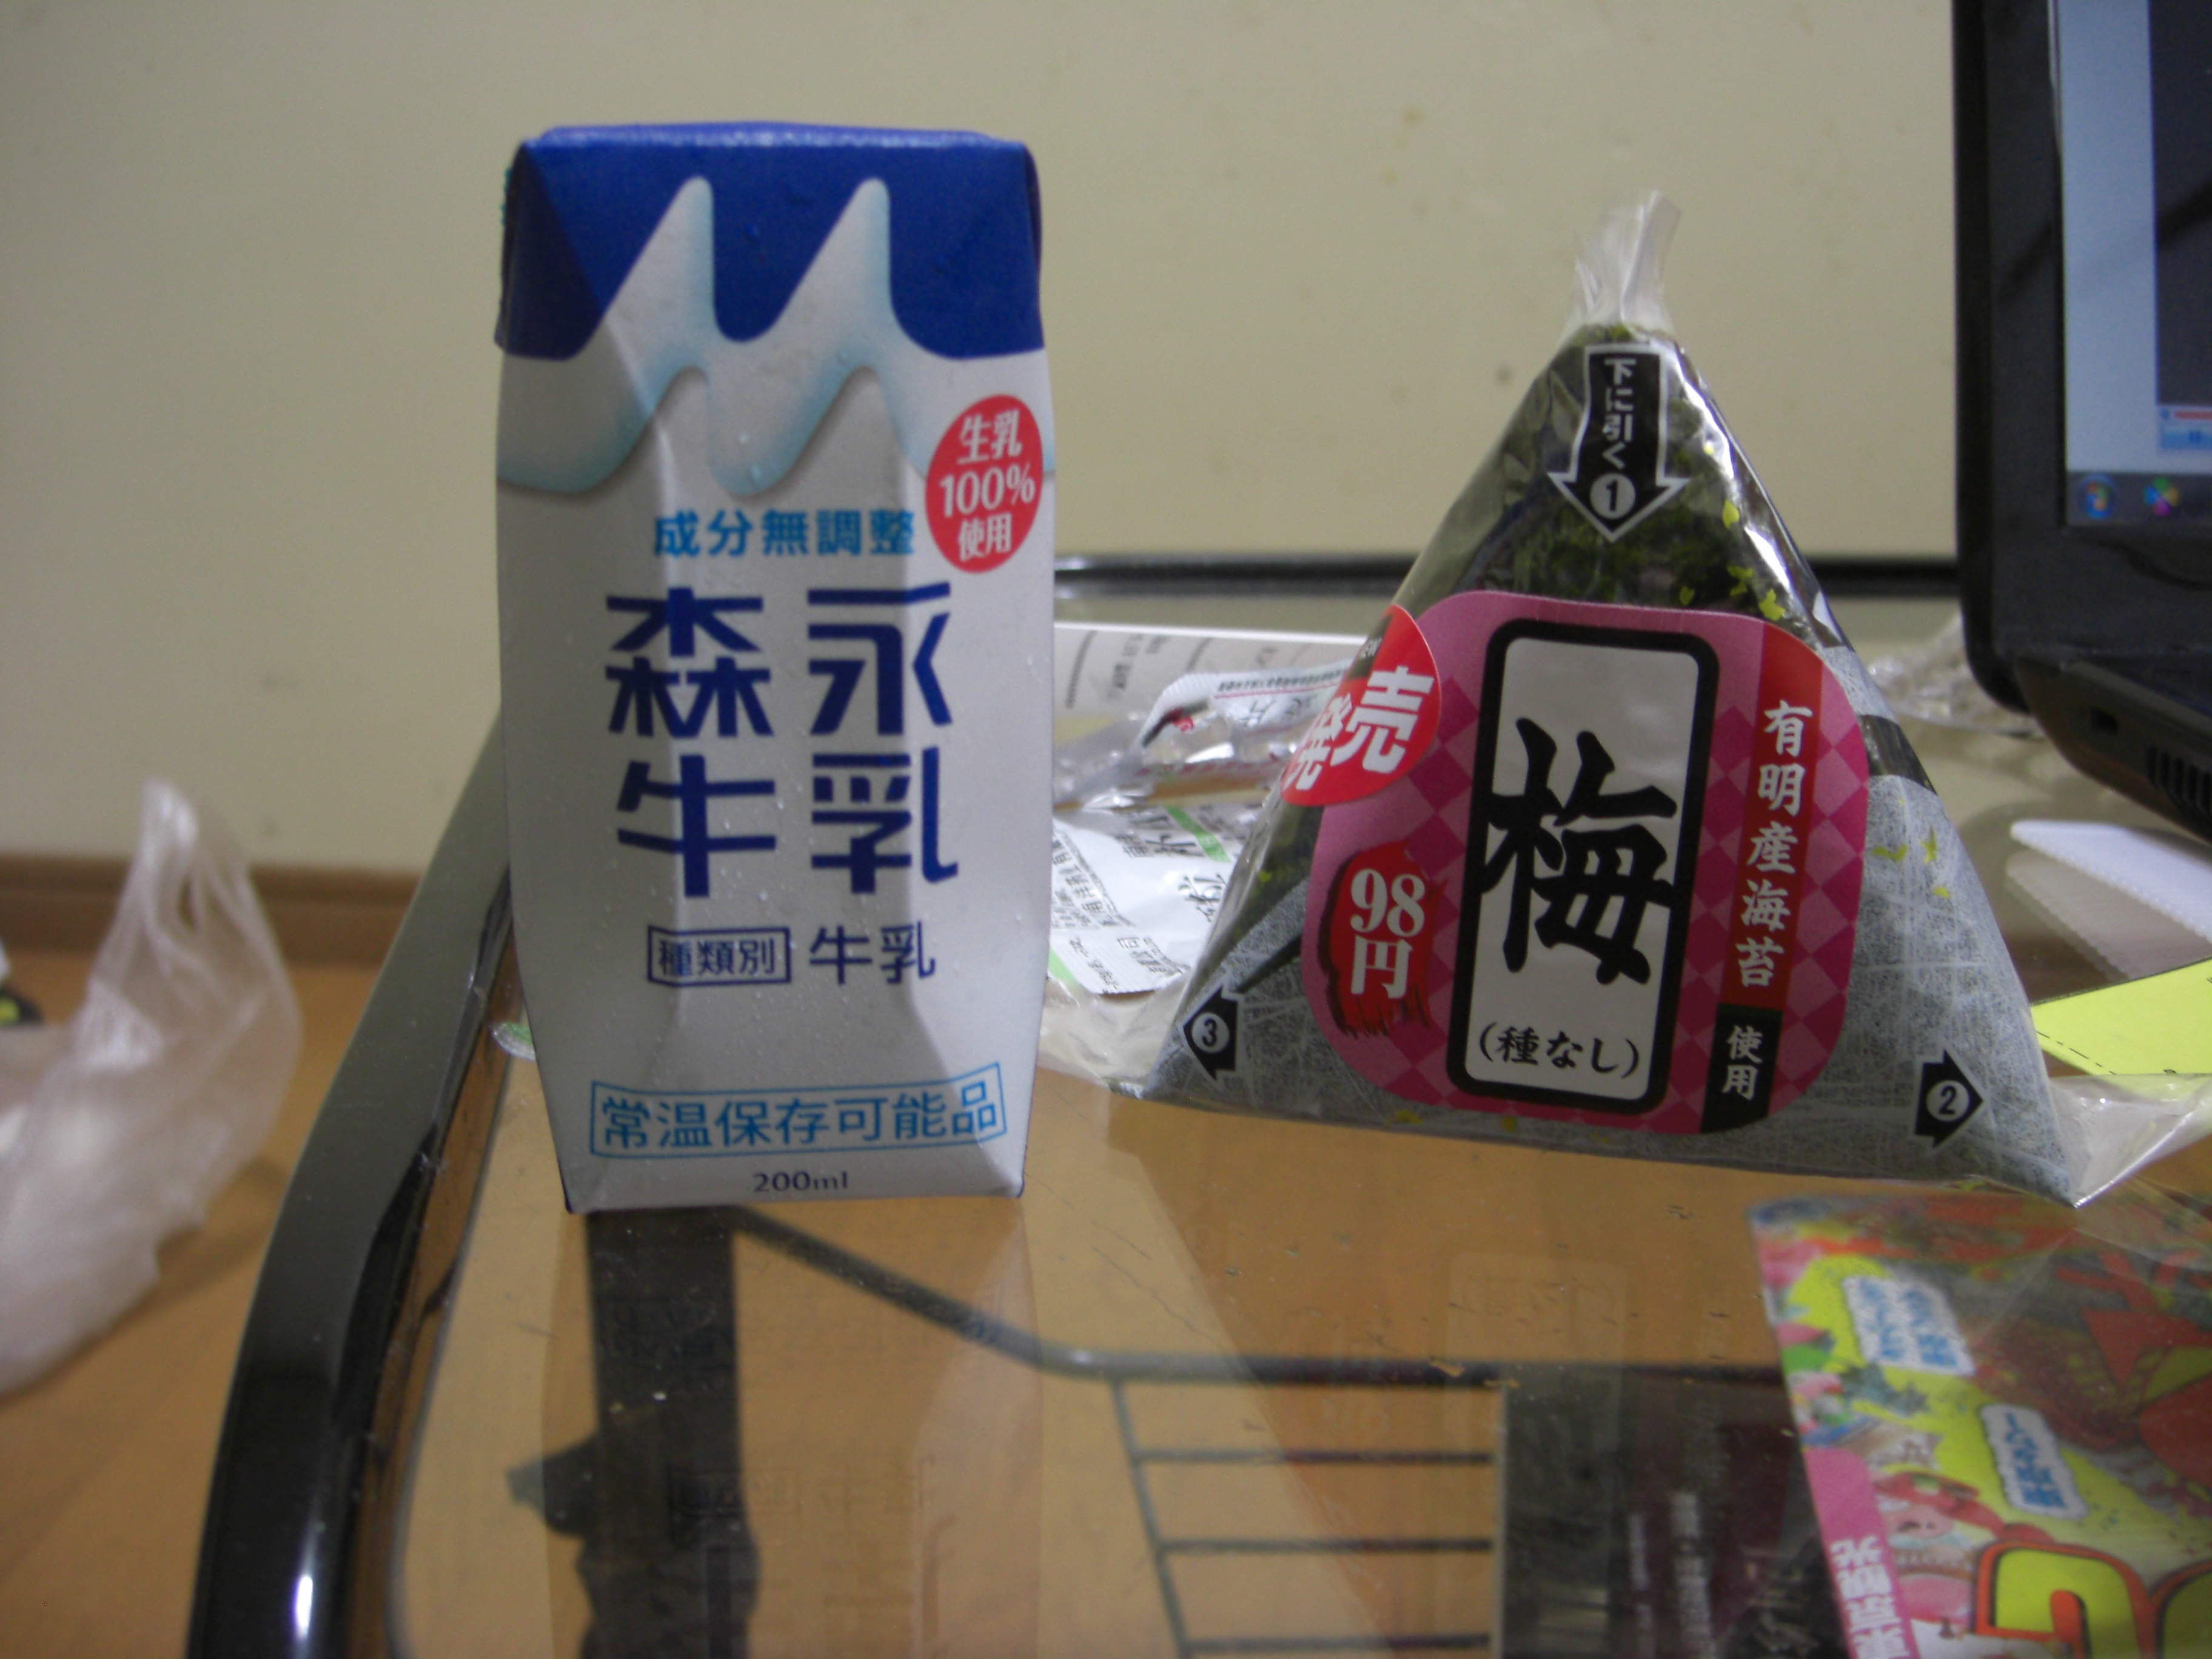 生乳
100%
使用
成分無調整
森永
牛乳
種類別 牛乳
常温保存可能品
200ml
下に引く
1
発売
梅
(種なし)
98
円
有明産海苔
使用
3
2